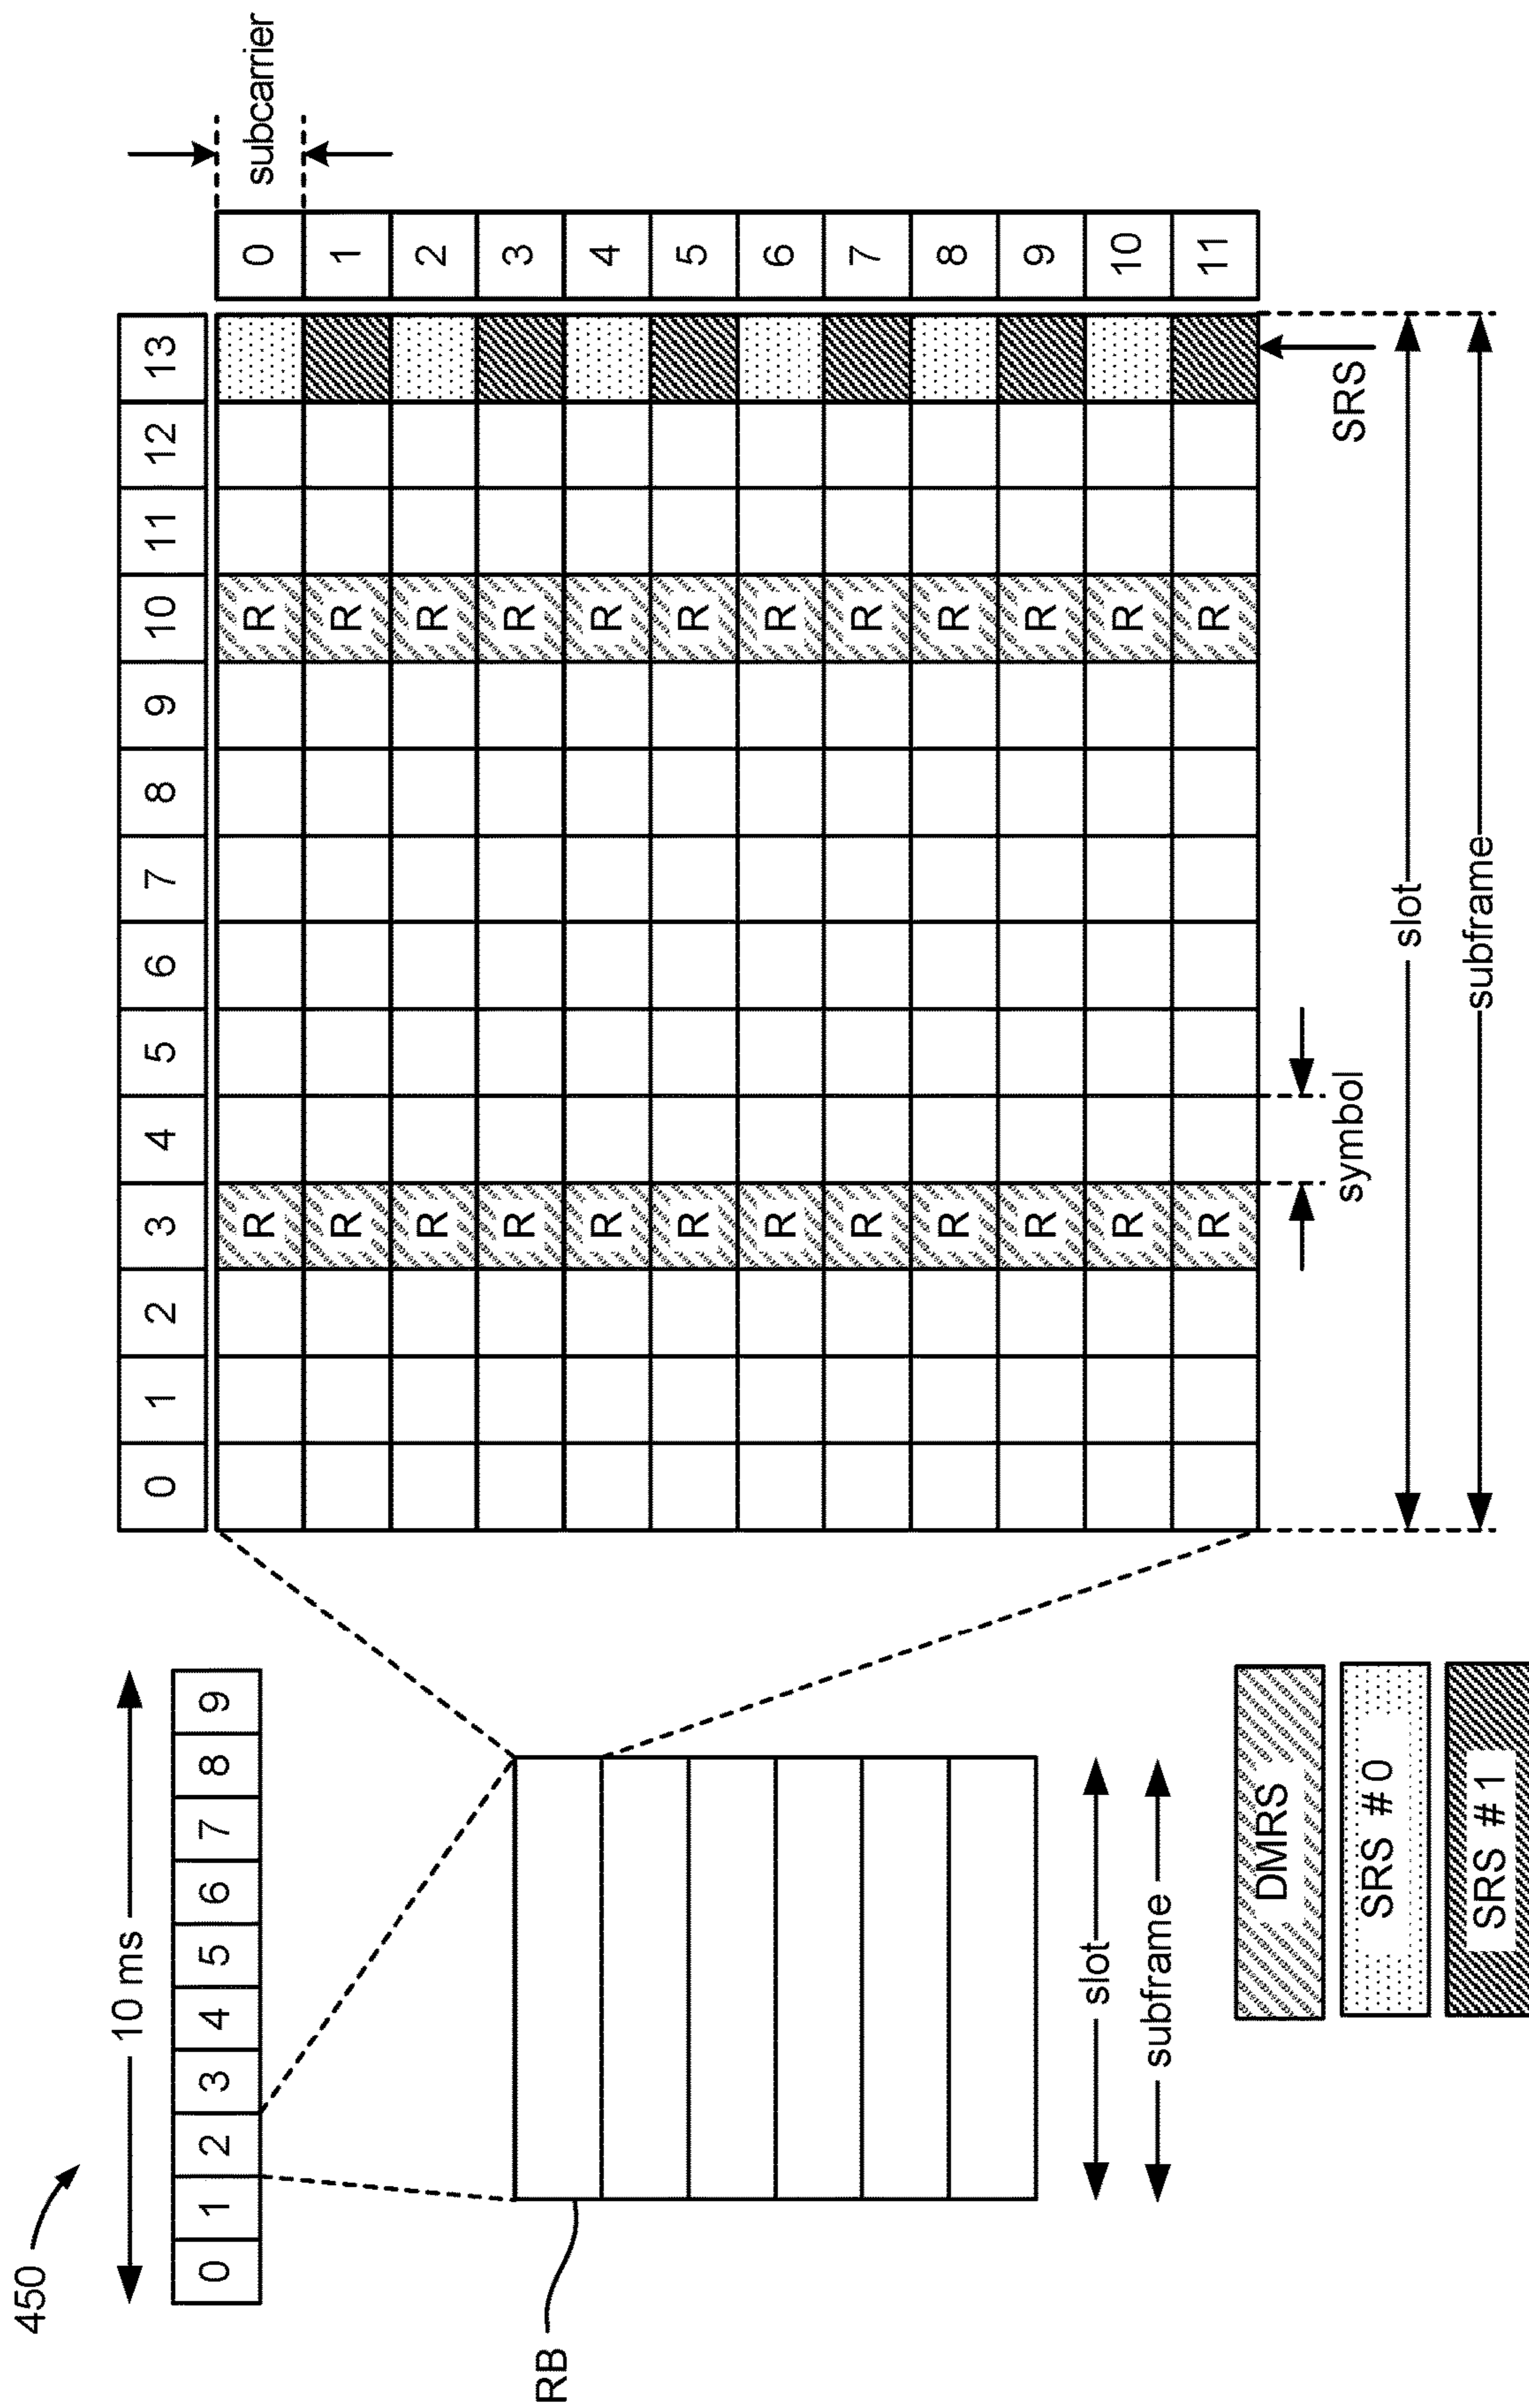 450
10 ms
0 1 2 3 4 5 6 7 8 9
RB
slot
subframe
DMRS
SRS # 0
SRS # 1
0 1 2 3 4 5 6 7 8 9 10 11 12 13
subcarrier
R R 0
R R 1
R R 2
R R 3
R R 4
R R 5
R R 6
R R 7
R R 8
R R 9
R R 10
R R 11
symbol
SRS
slot
subframe